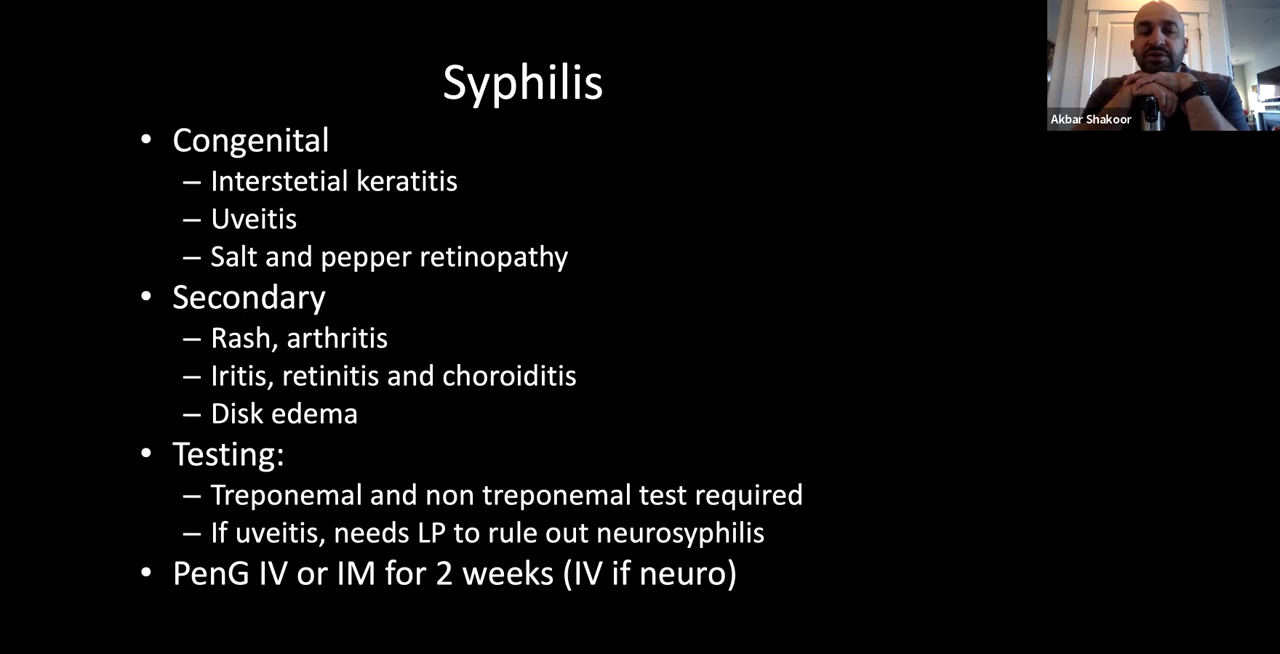 Syphilis
• Congenital
– Interstetial keratitis
– Uveitis
– Salt and pepper retinopathy
• Secondary
– Rash, arthritis
– Iritis, retinitis and choroiditis
– Disk edema
• Testing:
– Treponemal and non treponemal test required
– If uveitis, needs LP to rule out neurosyphilis
• PenG IV or IM for 2 weeks (IV if neuro)
Akbar Shakoor